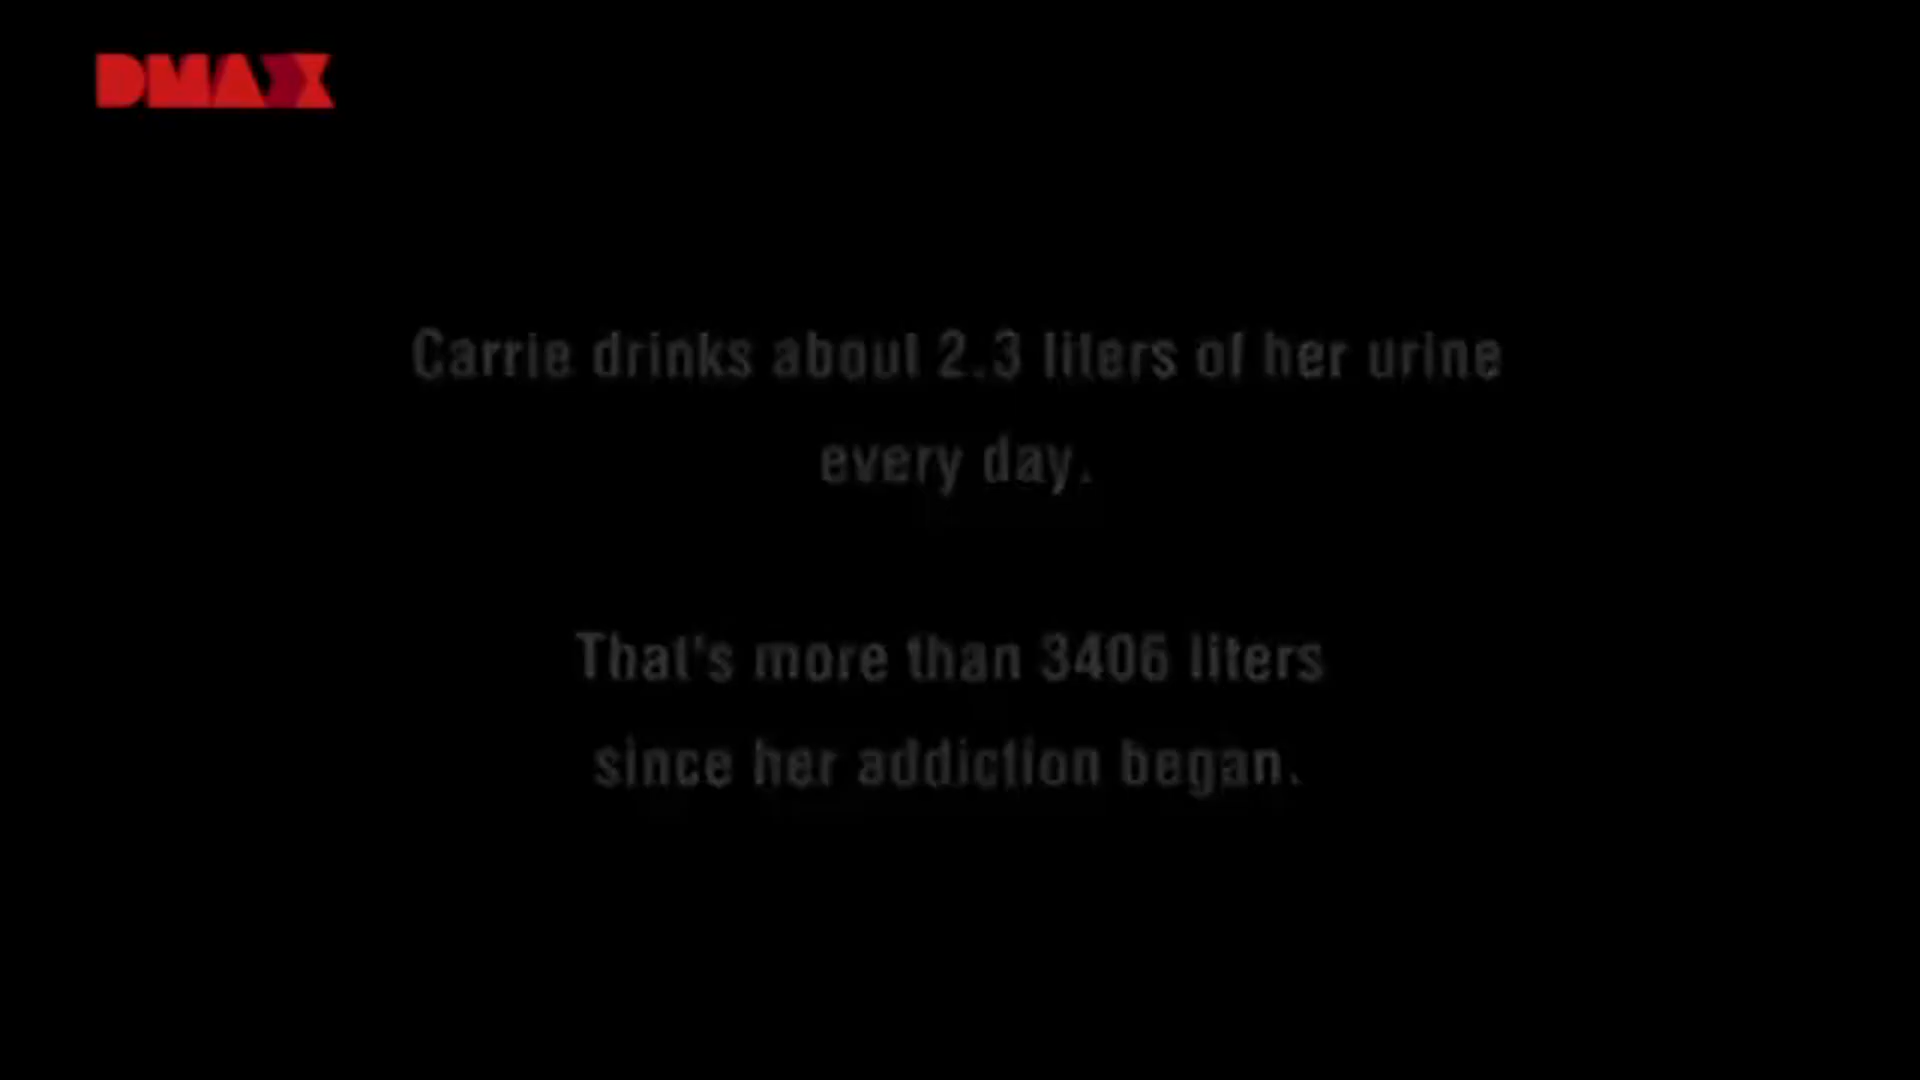 DMAX
Carrie drinks about 2.3 liters of her urine
every day.
That's more than 3406 liters
since her addiction began.